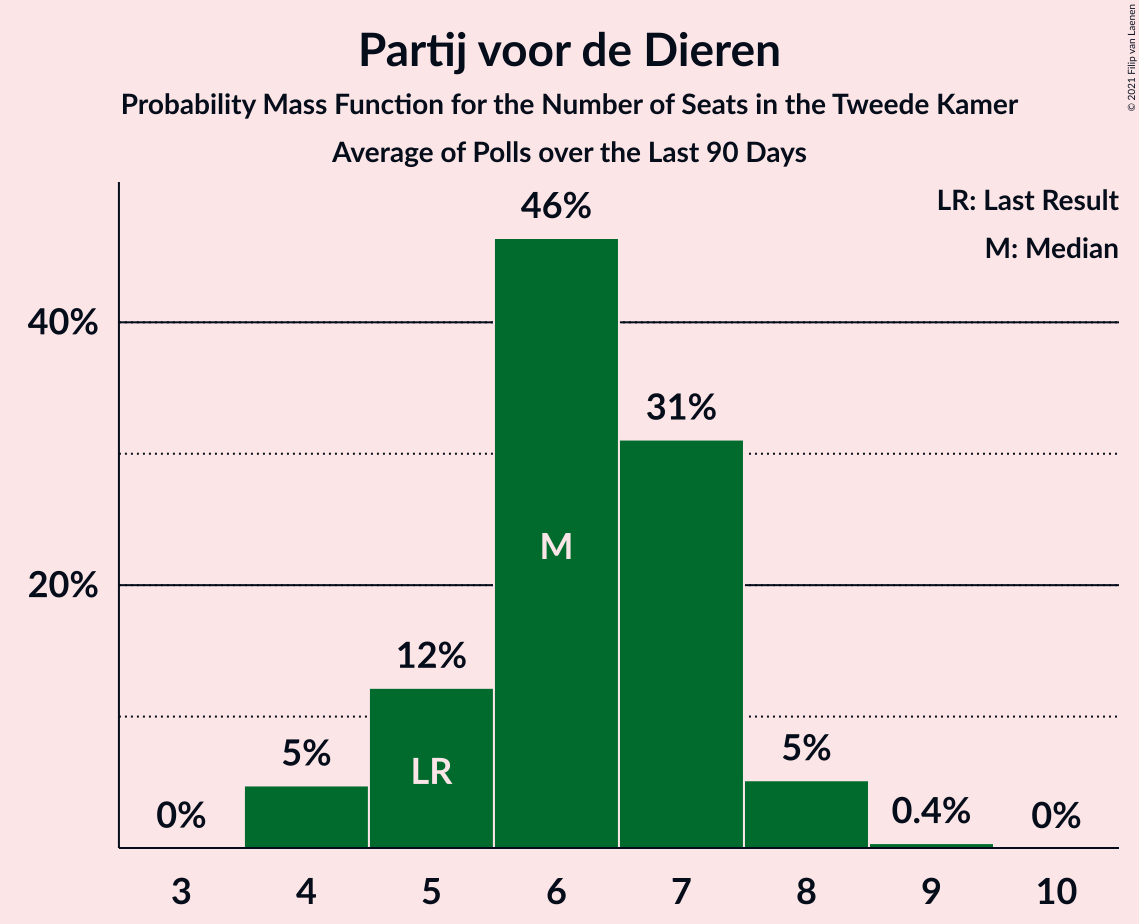 Partij voor de Dieren
Probability Mass Function for the Number of Seats in the Tweede Kamer
Average of Polls over the Last 90 Days
© 2021 Filip van Laenen
LR: Last Result
M: Median
46%
40%
31%
M
20%
12%
LR
5%
5%
0%
0.4%
0%
3 4 5 6 7 8 9 10